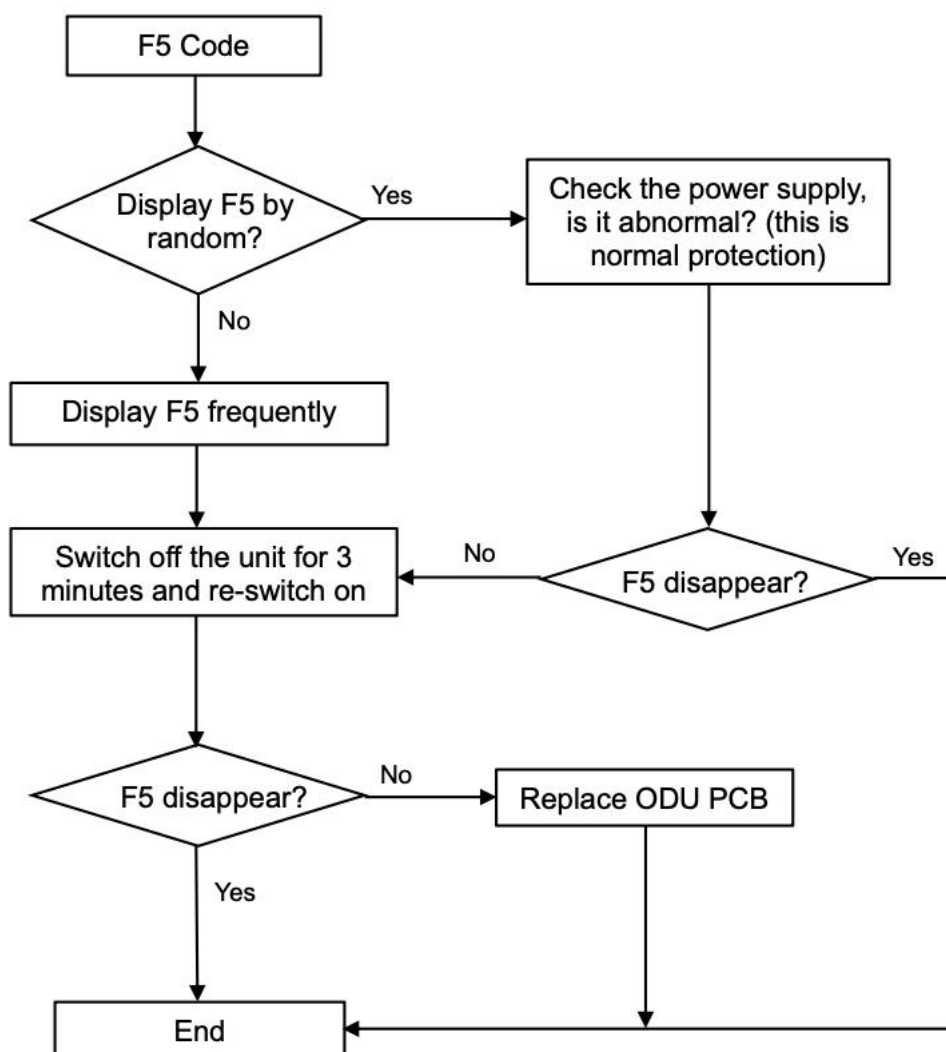 F5 Code
Display F5 by
random?
Yes
Check the power supply,
is it abnormal? (this is
normal protection)
No
Display F5 frequently
Switch off the unit for 3
minutes and re-switch on
No
F5 disappear?
Yes
F5 disappear?
No
Replace ODU PCB
Yes
End